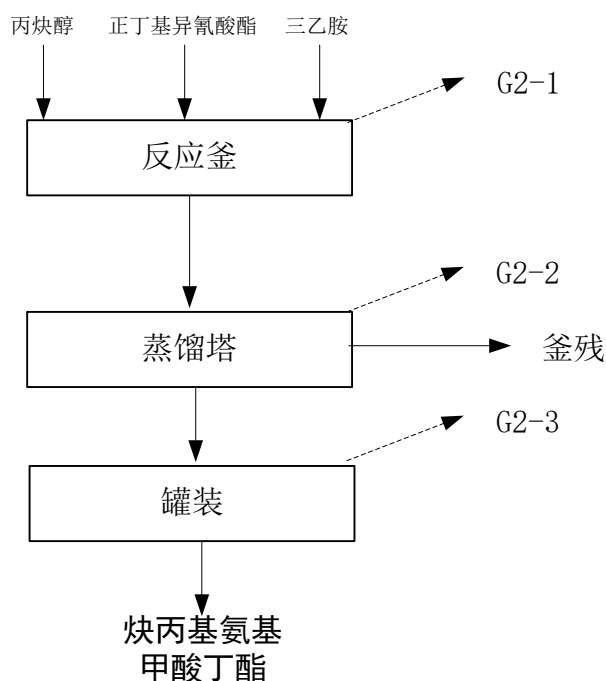 丙炔醇 正丁基异氰酸酯 三乙胺
G2-1
反应釜
G2-2
蒸馏塔
釜残
G2-3
罐装
炔丙基氨基
甲酸丁酯